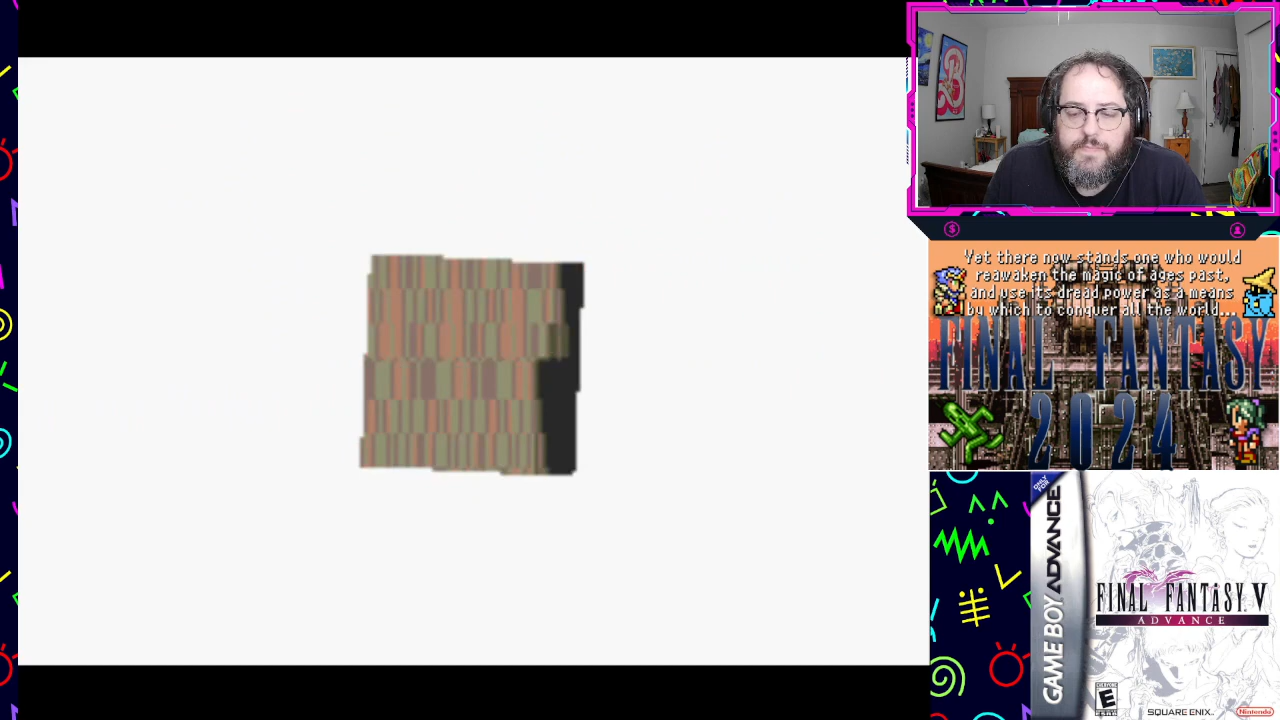 Yet there now stands one who would
reawaken the magic of ages past,
and use its dread power as a means
by which to conquer all the world...
FINAL FANTASY
2024
ONLY FOR
GAME BOY ADVANCE
FINAL FANTASY V
ADVANCE
E
SQUARE ENIX
Nintendo